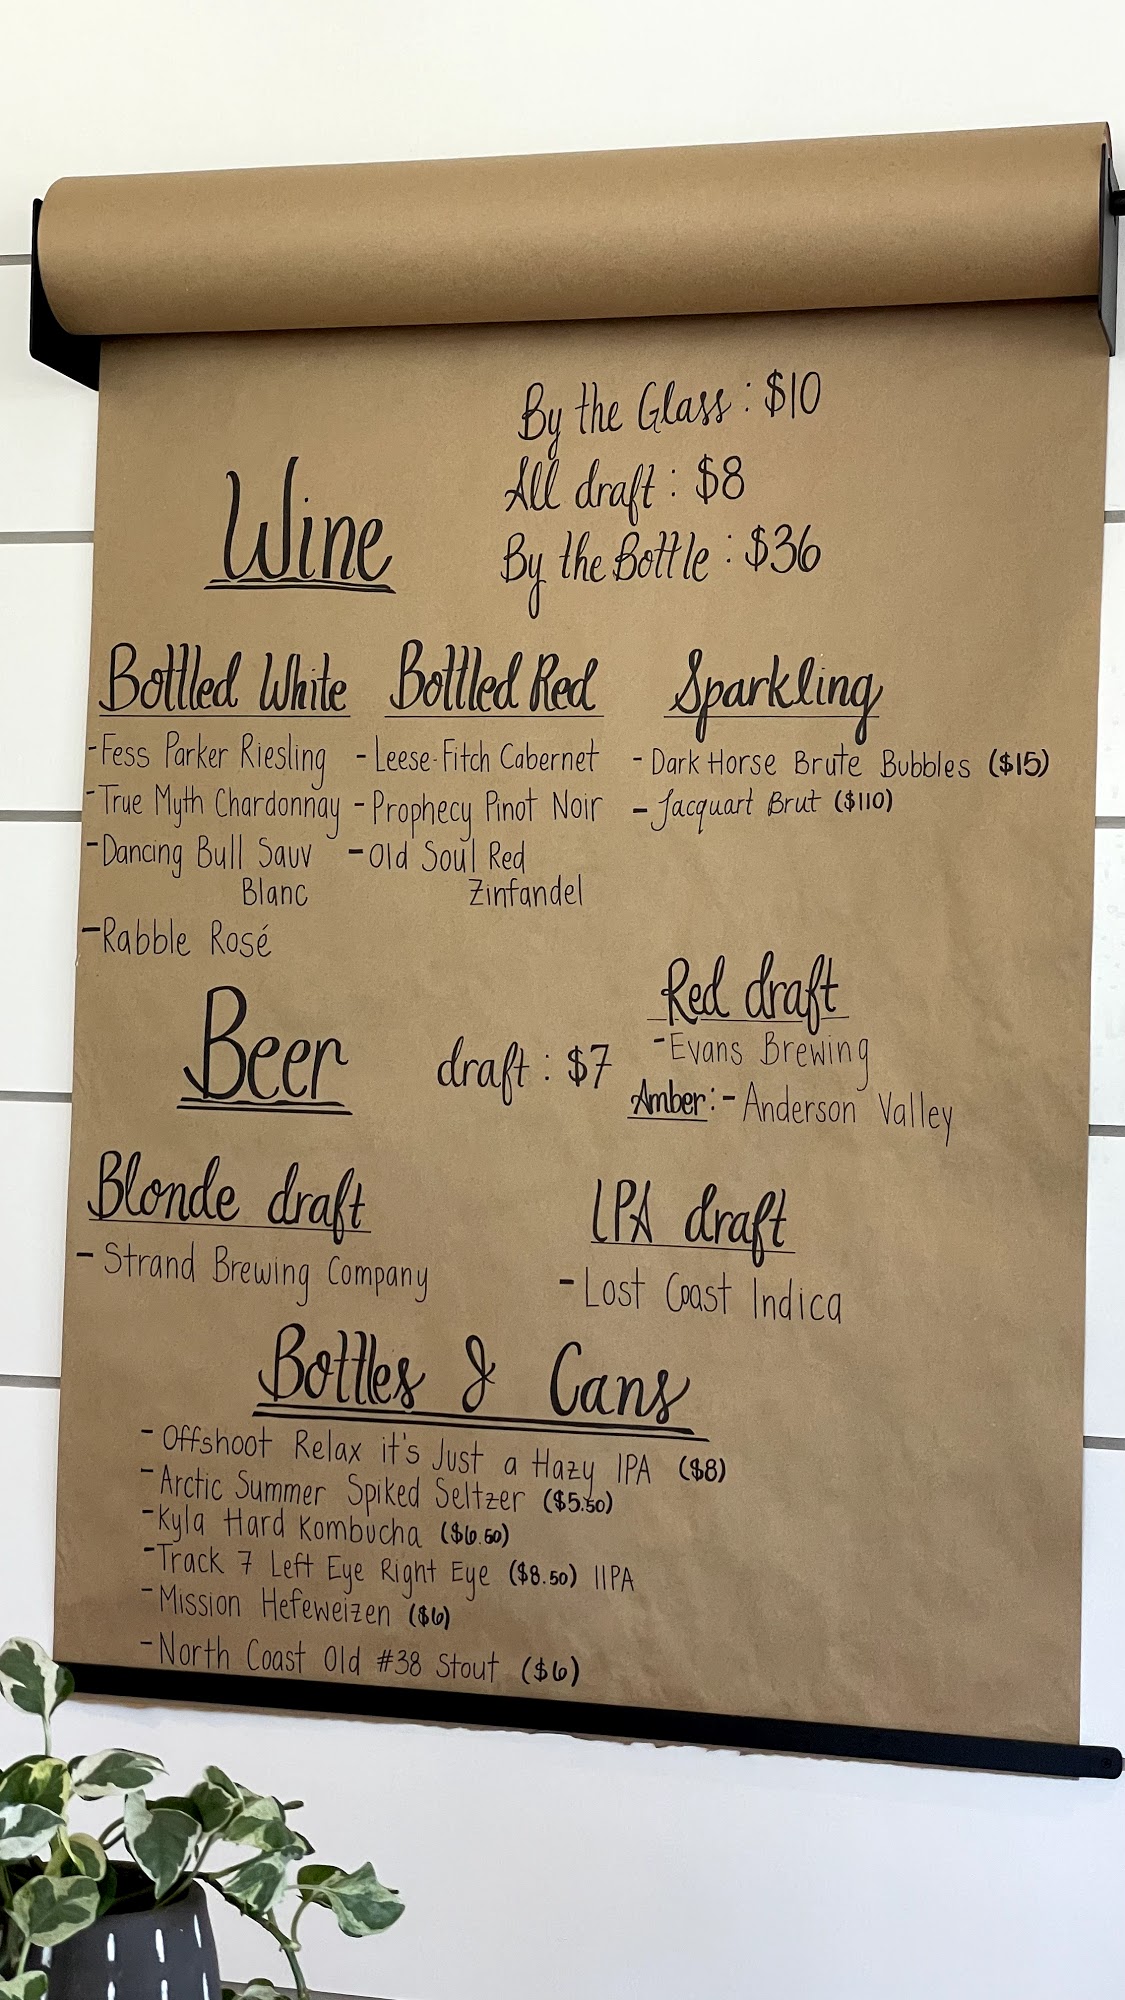 By the Glass: $10
All draft: $8
Wine
By the Bottle: $36
Bottled White
- Fess Parker Riesling
- True Myth Chardonnay
- Dancing Bull Sauv
Blanc
- Rabble Rosé
Bottled Red
- Leese-Fitch Cabernet
- Prophecy Pinot Noir
- Old Soul Red
Zinfandel
Sparkling
- Dark Horse Brute Bubbles ($15)
- Jacquart Brut ($110)
Beer
draft: $7
Red draft
- Evans Brewing
Amber: - Anderson Valley
Blonde draft
- Strand Brewing Company
IPA draft
- Lost Coast Indica
Bottles & Cans
- Offshoot Relax it's Just a Hazy IPA ($8)
- Arctic Summer Spiked Seltzer ($5.50)
- Kyla Hard Kombucha ($6.50)
- Track 7 Left Eye Right Eye ($8.50) IIPA
- Mission Hefeweizen ($6)
- North Coast Old #38 Stout ($6)